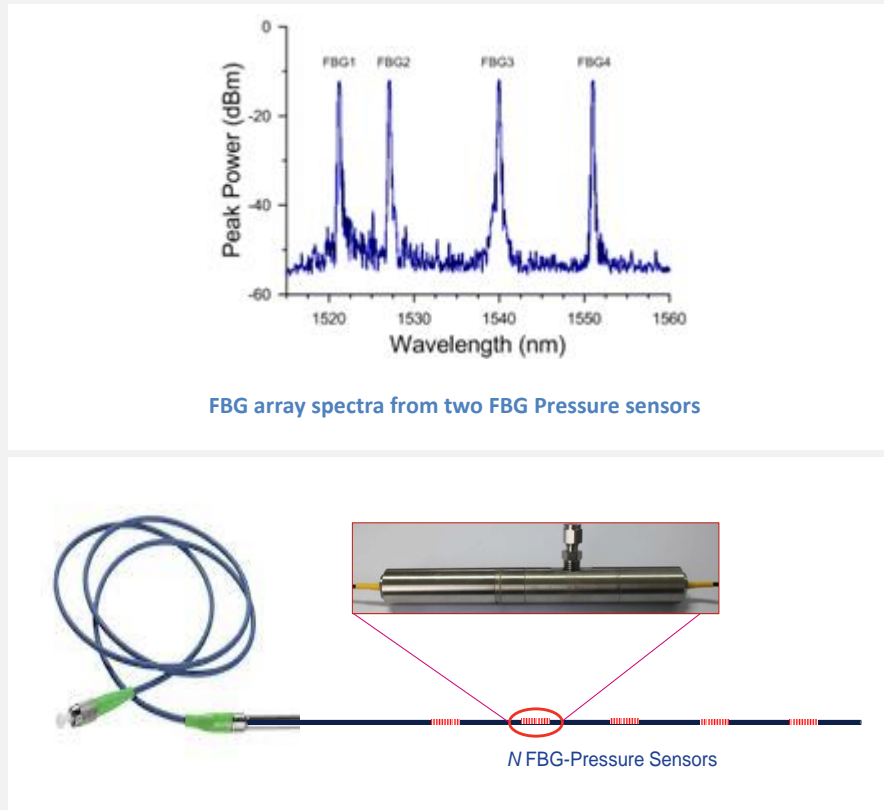 0
FBG1 FBG2 FBG3 FBG4
-20
Peak Power (dBm)
-40
-60
1520 1530 1540 1550 1560
Wavelength (nm)
FBG array spectra from two FBG Pressure sensors
N FBG-Pressure Sensors